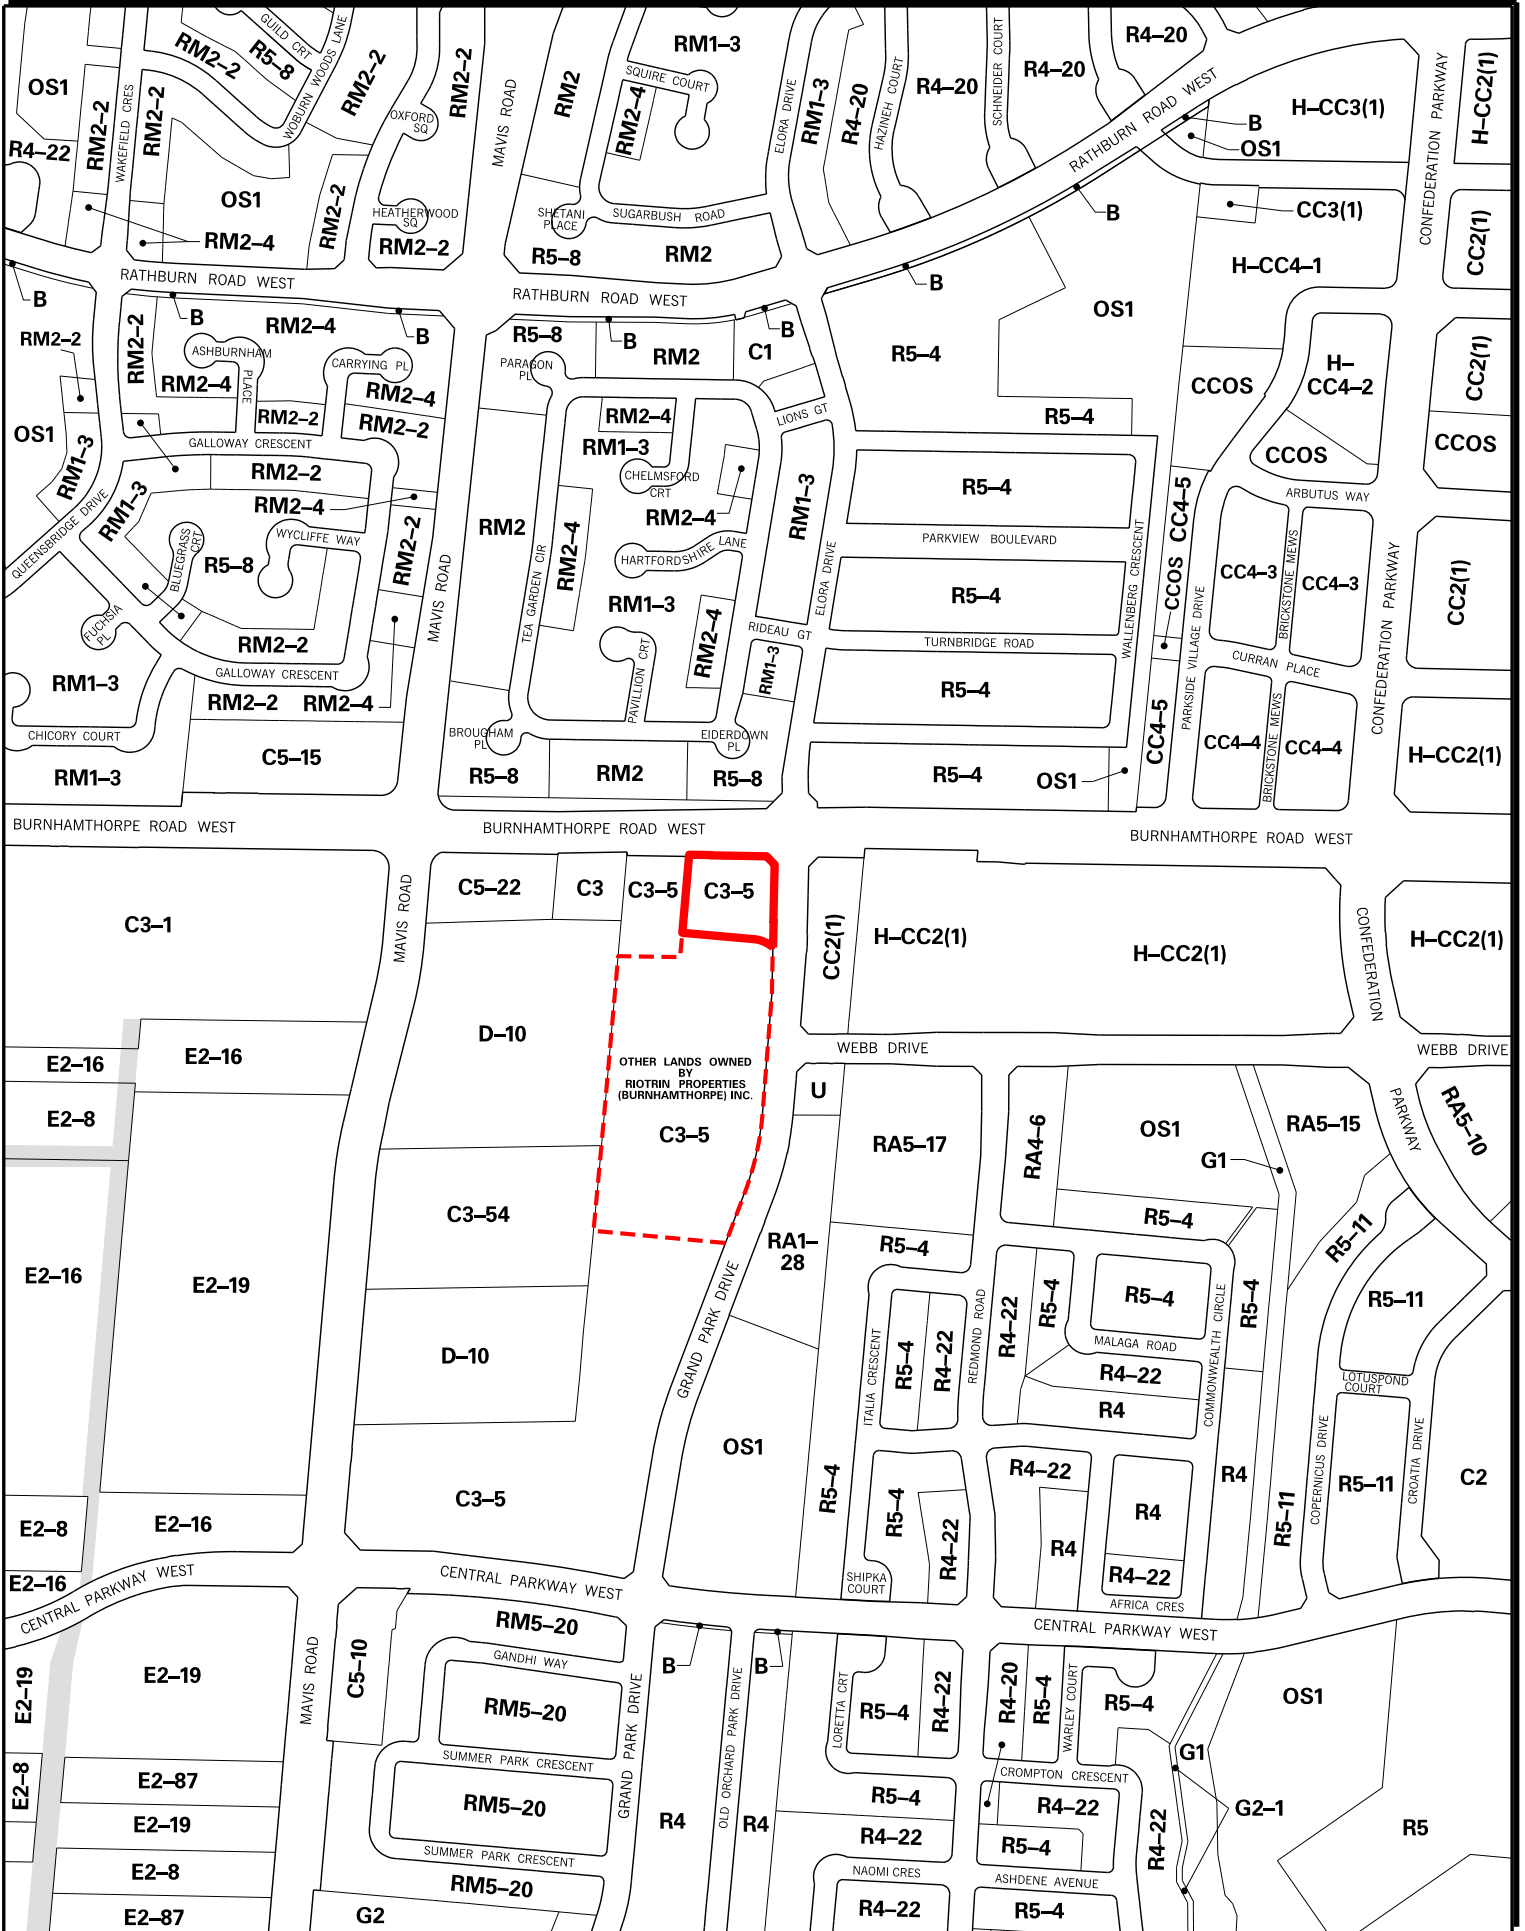 GUILD CRT
WOBURN WOODS LANE
RM2–2
R5–8
RM2–2
RM2–2
MAVIS ROAD
RM2
RM1–3
SQUIRE COURT
RM2–4
ELORA DRIVE
RM1–3
R4–20
HAZINEH COURT
R4–20
SCHNEIDER COURT
R4–20
R4–20
RATHBURN ROAD WEST
H–CC3(1)
CONFEDERATION PARKWAY
H–CC2(1)
OS1
RM2–2
WAKEFIELD CRES
RM2–2
OXFORD
SQ
B
OS1
R4–22
OS1
RM2–2
HEATHERWOOD
SQ
RM2–2
RM2–4
SHETANI
PLACE
SUGARBUSH ROAD
R5–8
RM2
B
CC3(1)
CC2(1)
H–CC4–1
RATHBURN ROAD WEST
RATHBURN ROAD WEST
B
B
B
RM2–4
B
R5–8
B
RM2
C1
B
OS1
RM2–2
RM2–2
ASHBURNHAM
PLACE
CARRYING PL
PARAGON
PL
R5–4
H–
CC4–2
CC2(1)
RM2–4
RM2–4
RM2–2
RM2–2
CCOS
OS1
GALLOWAY CRESCENT
RM2–4
RM1–3
LIONS GT
R5–4
CCOS
CCOS
RM1–3
RM2–2
CHELMSFORD
CRT
RM1–3
R5–4
CC4–5
ARBUTUS WAY
RM1–3
RM2–4
RM2–4
QUEENSBRIDGE DRIVE
RM2
RM2–4
WYCLIFFE WAY
RM2–2
HARTFORDSHIRE LANE
PARKVIEW BOULEVARD
BLUEGRASS
CRT
R5–8
MAVIS ROAD
TEA GARDEN CIR
ELORA DRIVE
WALLENBERG CRESCENT
CCOS
CC4–3
BRICKSTONE MEWS
CC4–3
CONFEDERATION PARKWAY
CC2(1)
R5–4
RM1–3
RM2–4
RIDEAU GT
TURNBRIDGE ROAD
PARKSIDE VILLAGE DRIVE
FUCHSIA
PL
RM2–2
PAVILLION CRT
RM1–3
CURRAN PLACE
GALLOWAY CRESCENT
RM1–3
RM2–2
RM2–4
R5–4
CC4–5
CC4–4
BRICKSTONE MEWS
CC4–4
CHICORY COURT
BROUGHAM
PL
EIDERDOWN
PL
H–CC2(1)
RM1–3
C5–15
R5–8
RM2
R5–8
R5–4
OS1
BURNHAMTHORPE ROAD WEST
BURNHAMTHORPE ROAD WEST
BURNHAMTHORPE ROAD WEST
C3–1
MAVIS ROAD
C5–22
C3
C3–5
C3–5
CC2(1)
H–CC2(1)
H–CC2(1)
CONFEDERATION
H–CC2(1)
E2–16
E2–16
D–10
OTHER LANDS OWNED
BY
RIOTRIN PROPERTIES
(BURNHAMTHORPE) INC.
WEBB DRIVE
WEBB DRIVE
E2–8
C3–5
U
RA5–17
RA4–6
OS1
G1
RA5–15
PARKWAY
RA5–10
C3–54
R5–4
R5–4
R5–11
E2–16
E2–19
RA1–
28
GRAND PARK DRIVE
D–10
ITALIA CRESCENT
R5–4
R4–22
REDMOND ROAD
R4–22
R5–4
R5–4
MALAGA ROAD
R4–22
R4
COMMONWEALTH CIRCLE
R5–4
R5–11
LOTUSPOND
COURT
C3–5
OS1
R5–4
R5–4
R4–22
R4–22
R4
R4
R4–22
R4
R5–11
COPERNICUS DRIVE
R5–11
CROATIA DRIVE
C2
E2–8
E2–16
E2–16
CENTRAL PARKWAY WEST
CENTRAL PARKWAY WEST
SHIPKA
COURT
AFRICA CRES
CENTRAL PARKWAY WEST
E2–19
E2–19
MAVIS ROAD
C5–10
RM5–20
GANDHI WAY
RM5–20
SUMMER PARK CRESCENT
RM5–20
SUMMER PARK CRESCENT
RM5–20
GRAND PARK DRIVE
B
B
R4
OLD ORCHARD PARK DRIVE
R4
LORETTA CRT
R5–4
R4–22
R4–20
R5–4
WARLEY COURT
R5–4
OS1
G1
CROMPTON CRESCENT
R5–4
R4–22
R4–22
R5–4
R4–22
G2–1
R5
E2–8
E2–87
E2–19
E2–8
E2–87
G2
NAOMI CRES
R4–22
ASHDENE AVENUE
R5–4